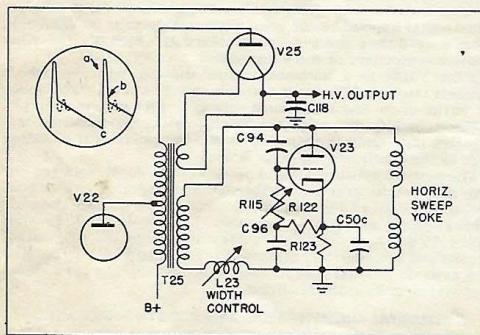 a
b
c
V25
H.V. OUTPUT
C118
C94
V23
V22
R115
R122
C50c
HORIZ.
SWEEP
YOKE
C96
R123
T25
L23
WIDTH
CONTROL
B+